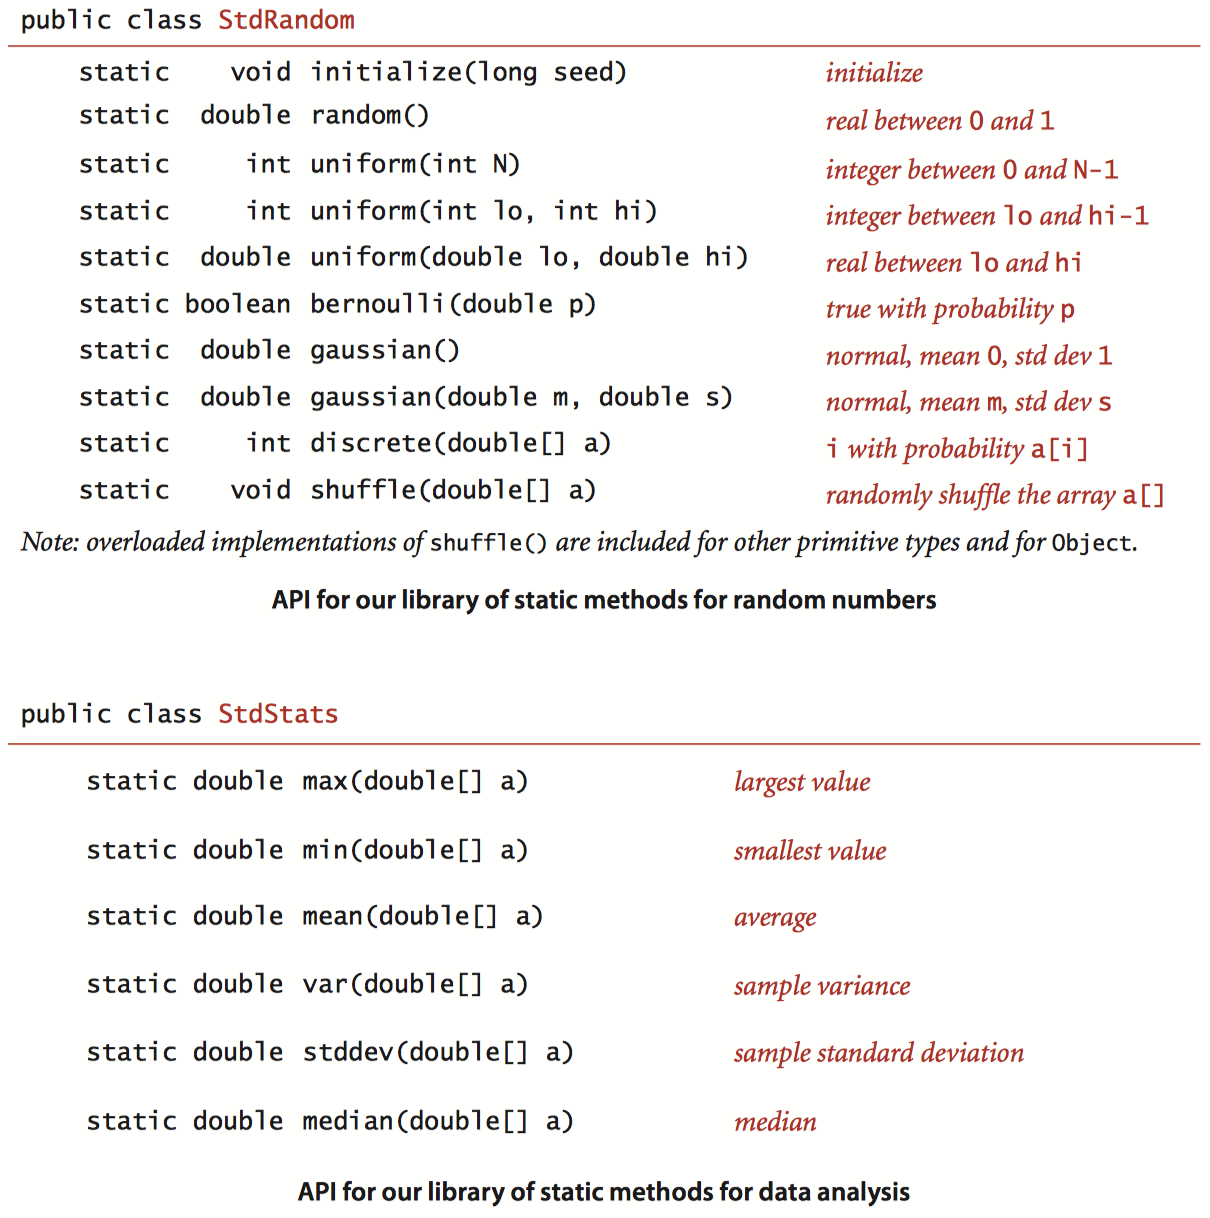 public class StdRandom
static void initialize(long seed) initialize
static double random() real between 0 and 1
static int uniform(int N) integer between 0 and N-1
static int uniform(int lo, int hi) integer between lo and hi-1
static double uniform(double lo, double hi) real between lo and hi
static boolean bernoulli(double p) true with probability p
static double gaussian() normal, mean 0, std dev 1
static double gaussian(double m, double s) normal, mean m, std dev s
static int discrete(double[] a) i with probability a[i]
static void shuffle(double[] a) randomly shuffle the array a[]
Note: overloaded implementations of shuffle() are included for other primitive types and for Object.
API for our library of static methods for random numbers
public class StdStats
static double max(double[] a) largest value
static double min(double[] a) smallest value
static double mean(double[] a) average
static double var(double[] a) sample variance
static double stddev(double[] a) sample standard deviation
static double median(double[] a) median
API for our library of static methods for data analysis